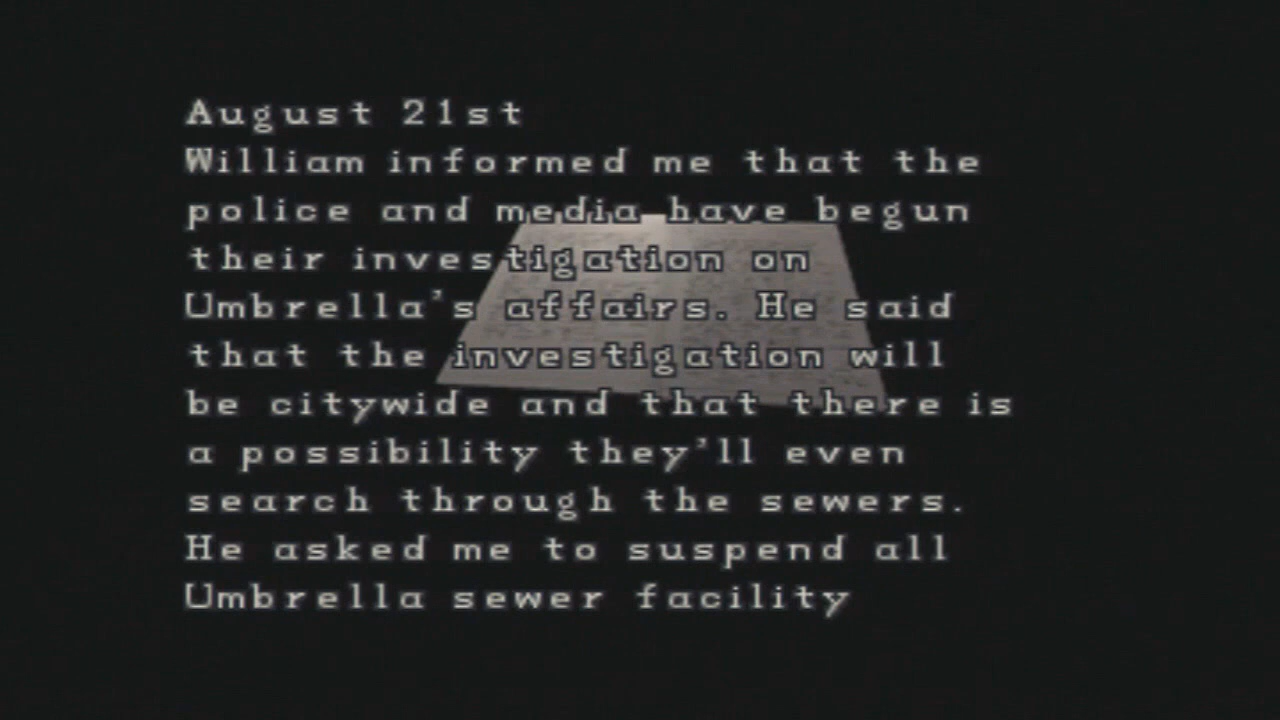 August 21st
William informed me that the
police and media have begun
their investigation on
Umbrella's affairs. He said
that the investigation will
be citywide and that there is
a possibility they'll even
search through the sewers.
He asked me to suspend all
Umbrella sewer facility